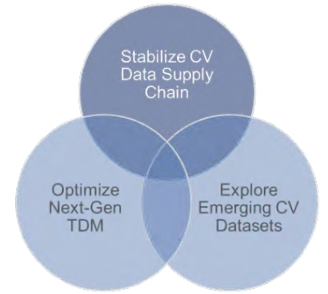 Stabilize CV
Data Supply
Chain
Optimize
Next-Gen
TDM
Explore
Emerging CV
Datasets